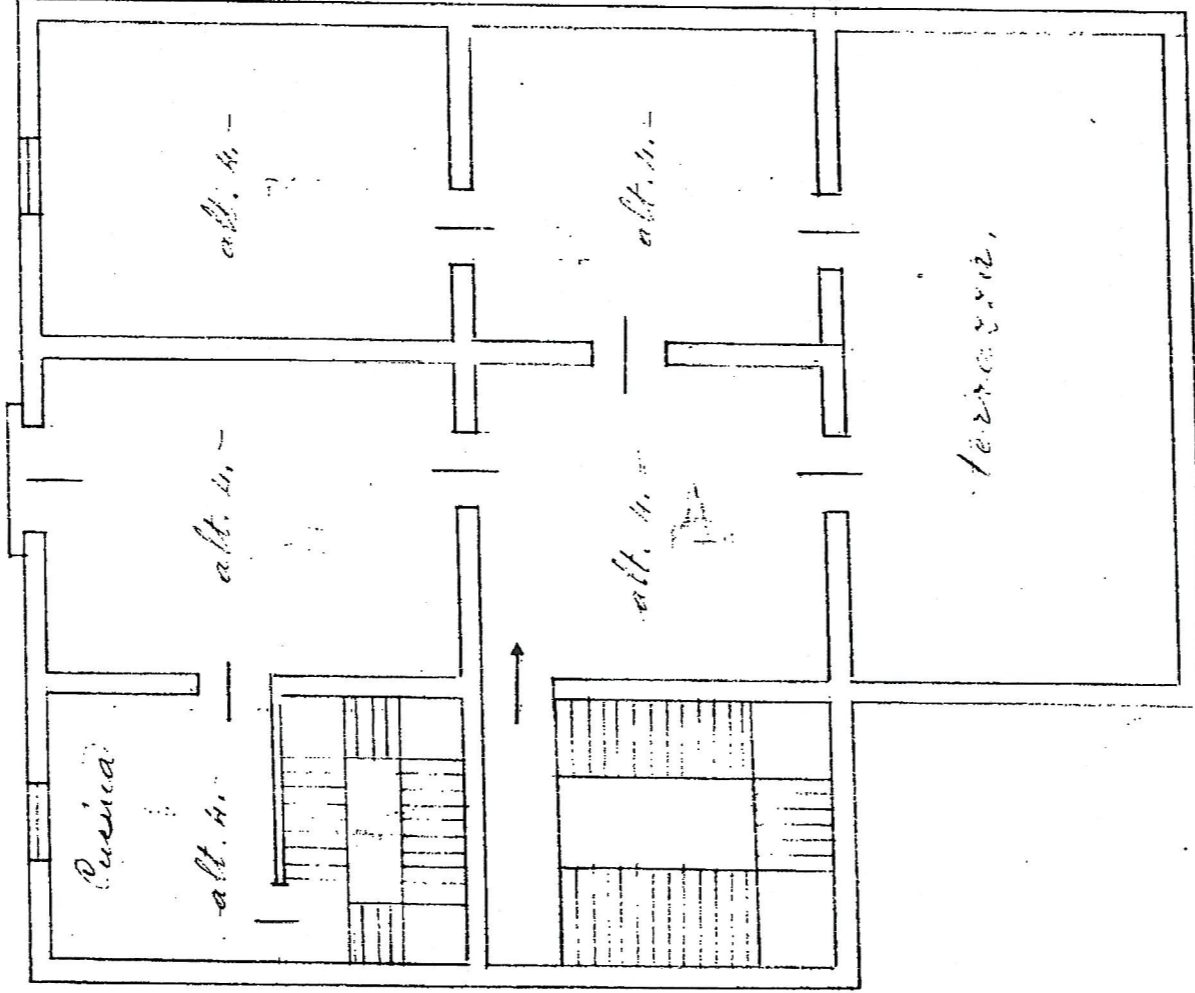 alt. 4. -
alt. 4. -
terrazza.
alt. 4. -
alt. 4. =
A
Cucina
alt. 4. -